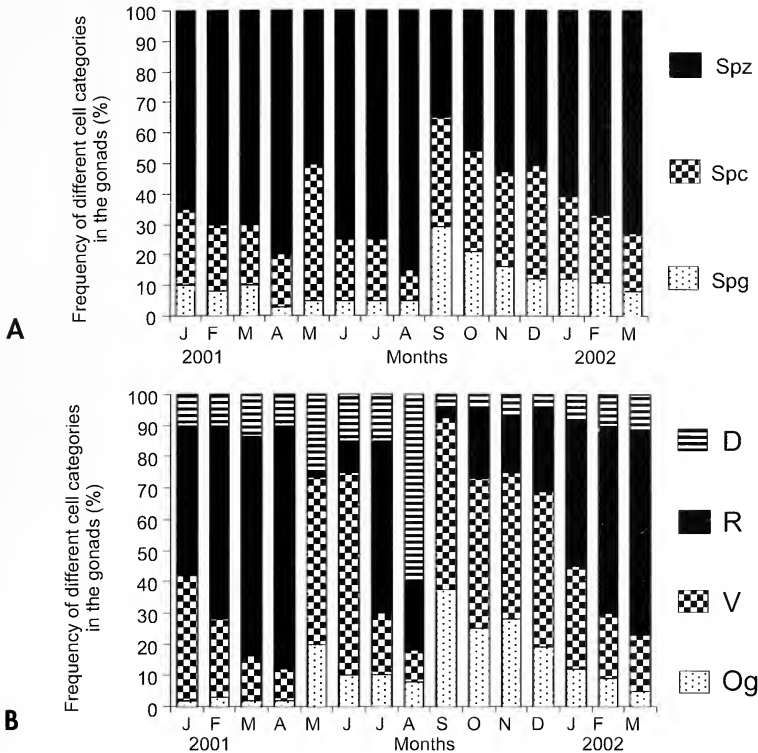 Frequency of different cell categories
in the gonads (%)
100
90
80
70
60
50
40
30
20
10
0
J F M A M J J A S O N D J F M
2001 Months 2002
Spz
Spc
Spg
A
Frequency of different cell categories
in the gonads (%)
100
90
80
70
60
50
40
30
20
10
0
J F M A M J J A S O N D J F M
2001 Months 2002
D
R
V
Og
B